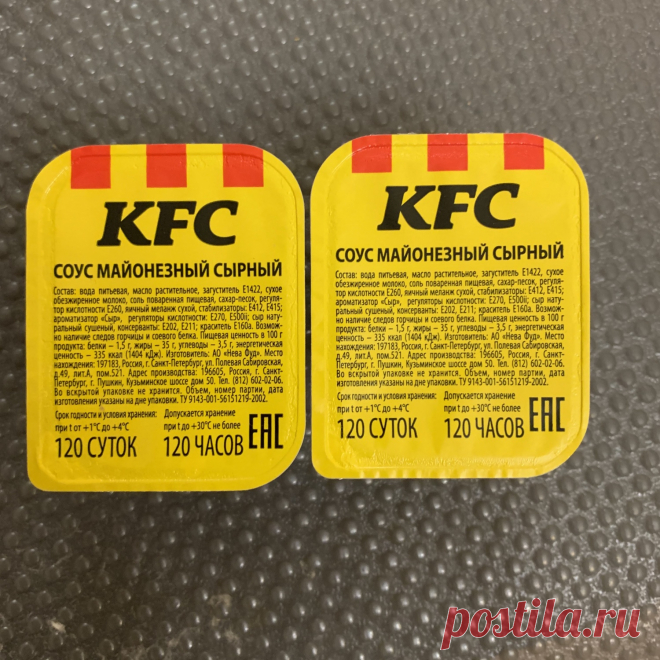 KFC
СОУС МАЙОНЕЗНЫЙ СЫРНЫЙ
Состав: вода питьевая, масло растительное, загуститель Е1422, сухое
обезжиренное молоко, соль поваренная пищевая, сахар-песок, регуля-
тор кислотности Е260, яичный меланж сухой, стабилизаторы: Е412, Е415;
ароматизатор «Сыр», регуляторы кислотности: Е270, Е500ii; сыр нату-
ральный сушеный, консерванты: Е202, Е211; краситель Е160а. Возмож-
но наличие следов горчицы и соевого белка. Пищевая ценность в 100 г
продукта: белки – 1,5 г, жиры – 35 г, углеводы – 3,5 г, энергетическая
ценность – 335 ккал (1404 кДж). Изготовитель: АО «Нева Фуд». Место
нахождения: 197183, Россия, г. Санкт-Петербург, ул. Полевая Сабировская,
д.49, лит.А, пом.521. Адрес производства: 196605, Россия, г. Санкт-
Петербург, г. Пушкин, Кузьминское шоссе дом 50. Тел. (812) 602-02-06.
Во вскрытой упаковке не хранится. Объем, номер партии, дата
изготовления указаны на дне упаковки. ТУ 9143-001-56151219-2002.
Срок годности и условия хранения: Допускается хранение
при t от +1°С до +4°С при t до +30°С не более
120 СУТОК 120 ЧАСОВ EAC
KFC
СОУС МАЙОНЕЗНЫЙ СЫРНЫЙ
Состав: вода питьевая, масло растительное, загуститель Е1422, сухое
обезжиренное молоко, соль поваренная пищевая, сахар-песок, регуля-
тор кислотности Е260, яичный меланж сухой, стабилизаторы: Е412, Е415;
ароматизатор «Сыр», регуляторы кислотности: Е270, Е500ii; сыр нату-
ральный сушеный, консерванты: Е202, Е211; краситель Е160а. Возмож-
но наличие следов горчицы и соевого белка. Пищевая ценность в 100 г
продукта: белки – 1,5 г, жиры – 35 г, углеводы – 3,5 г, энергетическая
ценность – 335 ккал (1404 кДж). Изготовитель: АО «Нева Фуд». Место
нахождения: 197183, Россия, г. Санкт-Петербург, ул. Полевая Сабировская,
д.49, лит.А, пом.521. Адрес производства: 196605, Россия, г. Санкт-
Петербург, г. Пушкин, Кузьминское шоссе дом 50. Тел. (812) 602-02-06.
Во вскрытой упаковке не хранится. Объем, номер партии, дата
изготовления указаны на дне упаковки. ТУ 9143-001-56151219-2002.
Срок годности и условия хранения: Допускается хранение
при t от +1°С до +4°С при t до +30°С не более
120 СУТОК 120 ЧАСОВ EAC
postila.ru